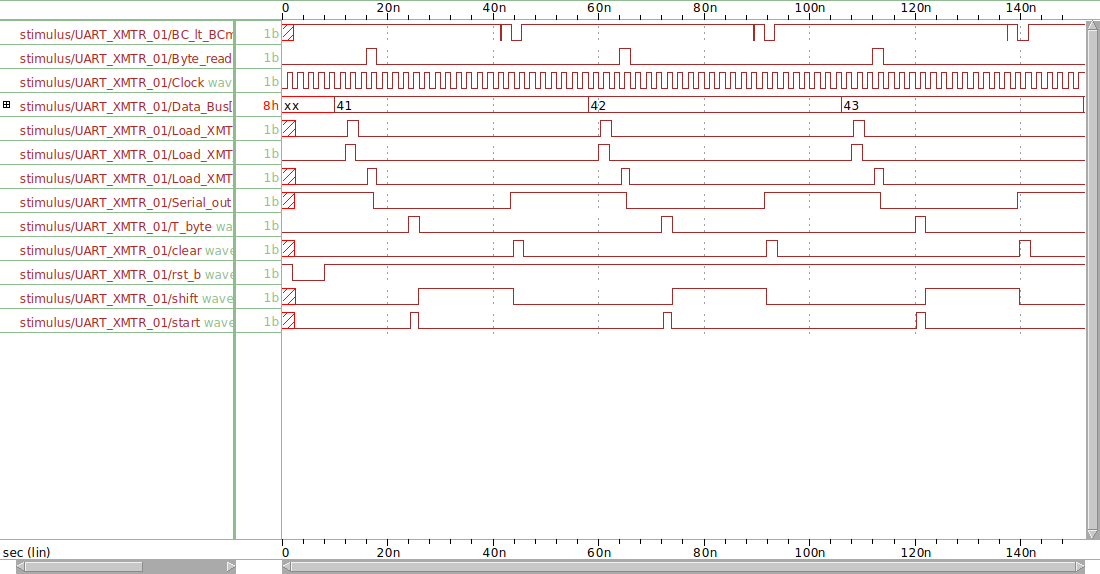 0 20n 40n 60n 80n 100n 120n 140n
stimulus/UART_XMTR_01/BC_lt_BCm 1b
stimulus/UART_XMTR_01/Byte_read 1b
stimulus/UART_XMTR_01/Clock wav 1b
stimulus/UART_XMTR_01/Data_Bus[ 8h xx 41 42 43
stimulus/UART_XMTR_01/Load_XMT 1b
stimulus/UART_XMTR_01/Load_XMT 1b
stimulus/UART_XMTR_01/Load_XMT 1b
stimulus/UART_XMTR_01/Serial_out 1b
stimulus/UART_XMTR_01/T_byte wa 1b
stimulus/UART_XMTR_01/clear wave 1b
stimulus/UART_XMTR_01/rst_b wave 1b
stimulus/UART_XMTR_01/shift wave 1b
stimulus/UART_XMTR_01/start wave 1b
sec (lin) 0 20n 40n 60n 80n 100n 120n 140n